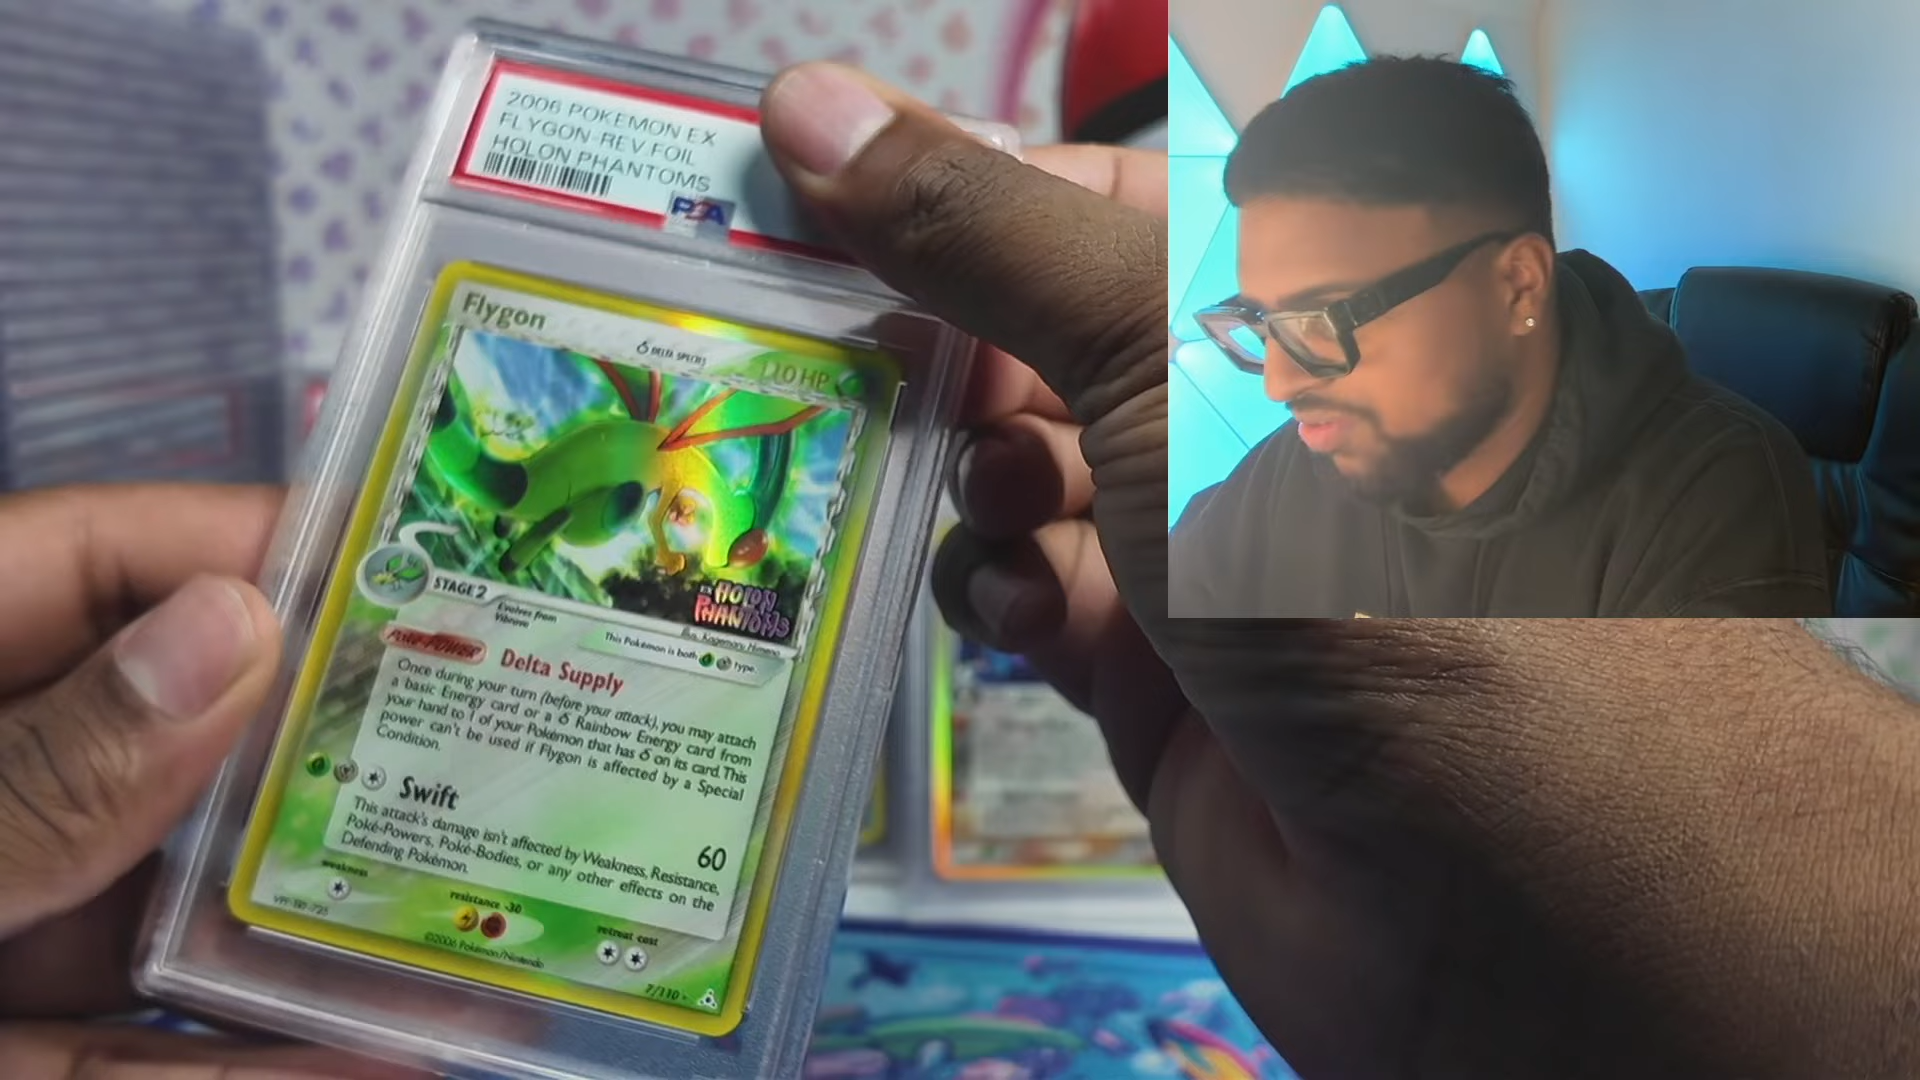 2006 POKEMON EX
FLYGON-REV.FOIL
HOLON PHANTOMS
PSA
Flygon
δ DELTA SPECIES
110 HP
EX HOLON
PHANTOMS
STAGE 2
Evolves from
Vibrava
Illus. Kagemaru Himeno
This Pokémon is both type.
Poké-POWER
Delta Supply
Once during your turn (before your attack), you may attach
a basic Energy card or a δ Rainbow Energy card from
your hand to 1 of your Pokémon that has δ on its card. This
power can't be used if Flygon is affected by a Special
Condition.
Swift
60
This attack's damage isn't affected by Weakness, Resistance,
Poké-Powers, Poké-Bodies, or any other effects on the
Defending Pokémon.
weakness
resistance -30
retreat cost
©2006 Pokémon/Nintendo
7/110